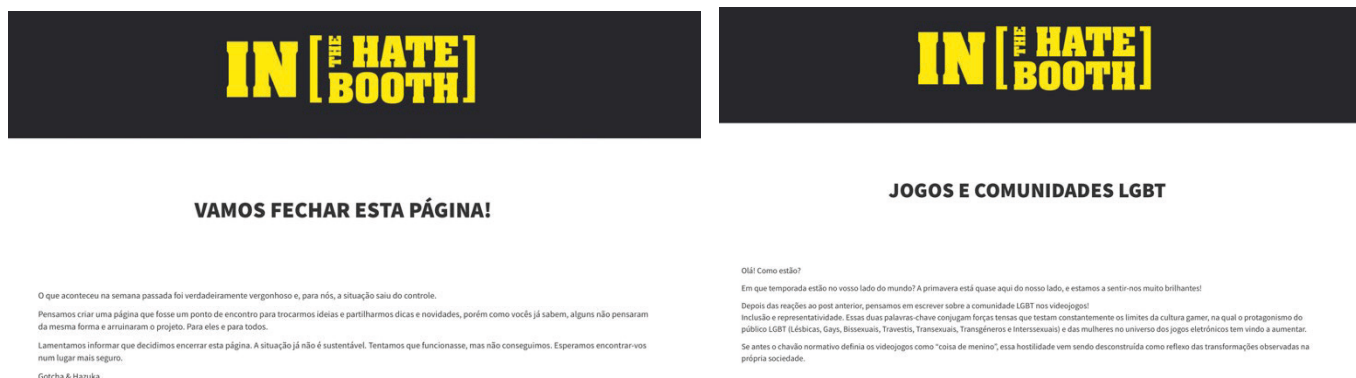 IN [THE HATE BOOTH]
VAMOS FECHAR ESTA PÁGINA!
O que aconteceu na semana passada foi verdadeiramente vergonhoso e, para nós, a situação saiu do controle.
Pensamos criar uma página que fosse um ponto de encontro para trocarmos ideias e partilharmos dicas e novidades, porém como vocês já sabem, alguns não pensaram
da mesma forma e arruinaram o projeto. Para eles e para todos.
Lamentamos informar que decidimos encerrar esta página. A situação já não é sustentável. Tentamos que funcionasse, mas não conseguimos. Esperamos encontrar-vos
num lugar mais seguro.
Gotcha & Hazuka
IN [THE HATE BOOTH]
JOGOS E COMUNIDADES LGBT
Olá! Como estão?
Em que temporada estão no vosso lado do mundo? A primavera está quase aqui do nosso lado, e estamos a sentir-nos muito brilhantes!
Depois das reações ao post anterior, pensamos em escrever sobre a comunidade LGBT nos videojogos!
Inclusão e representatividade. Essas duas palavras-chave conjugam forças tensas que testam constantemente os limites da cultura gamer, na qual o protagonismo do
público LGBT (Lésbicas, Gays, Bissexuais, Travestis, Transexuais, Transgéneros e Interssexuais) e das mulheres no universo dos jogos eletrónicos tem vindo a aumentar.
Se antes o chavão normativo definia os videojogos como "coisa de menino", essa hostilidade vem sendo desconstruída como reflexo das transformações observadas na
própria sociedade.